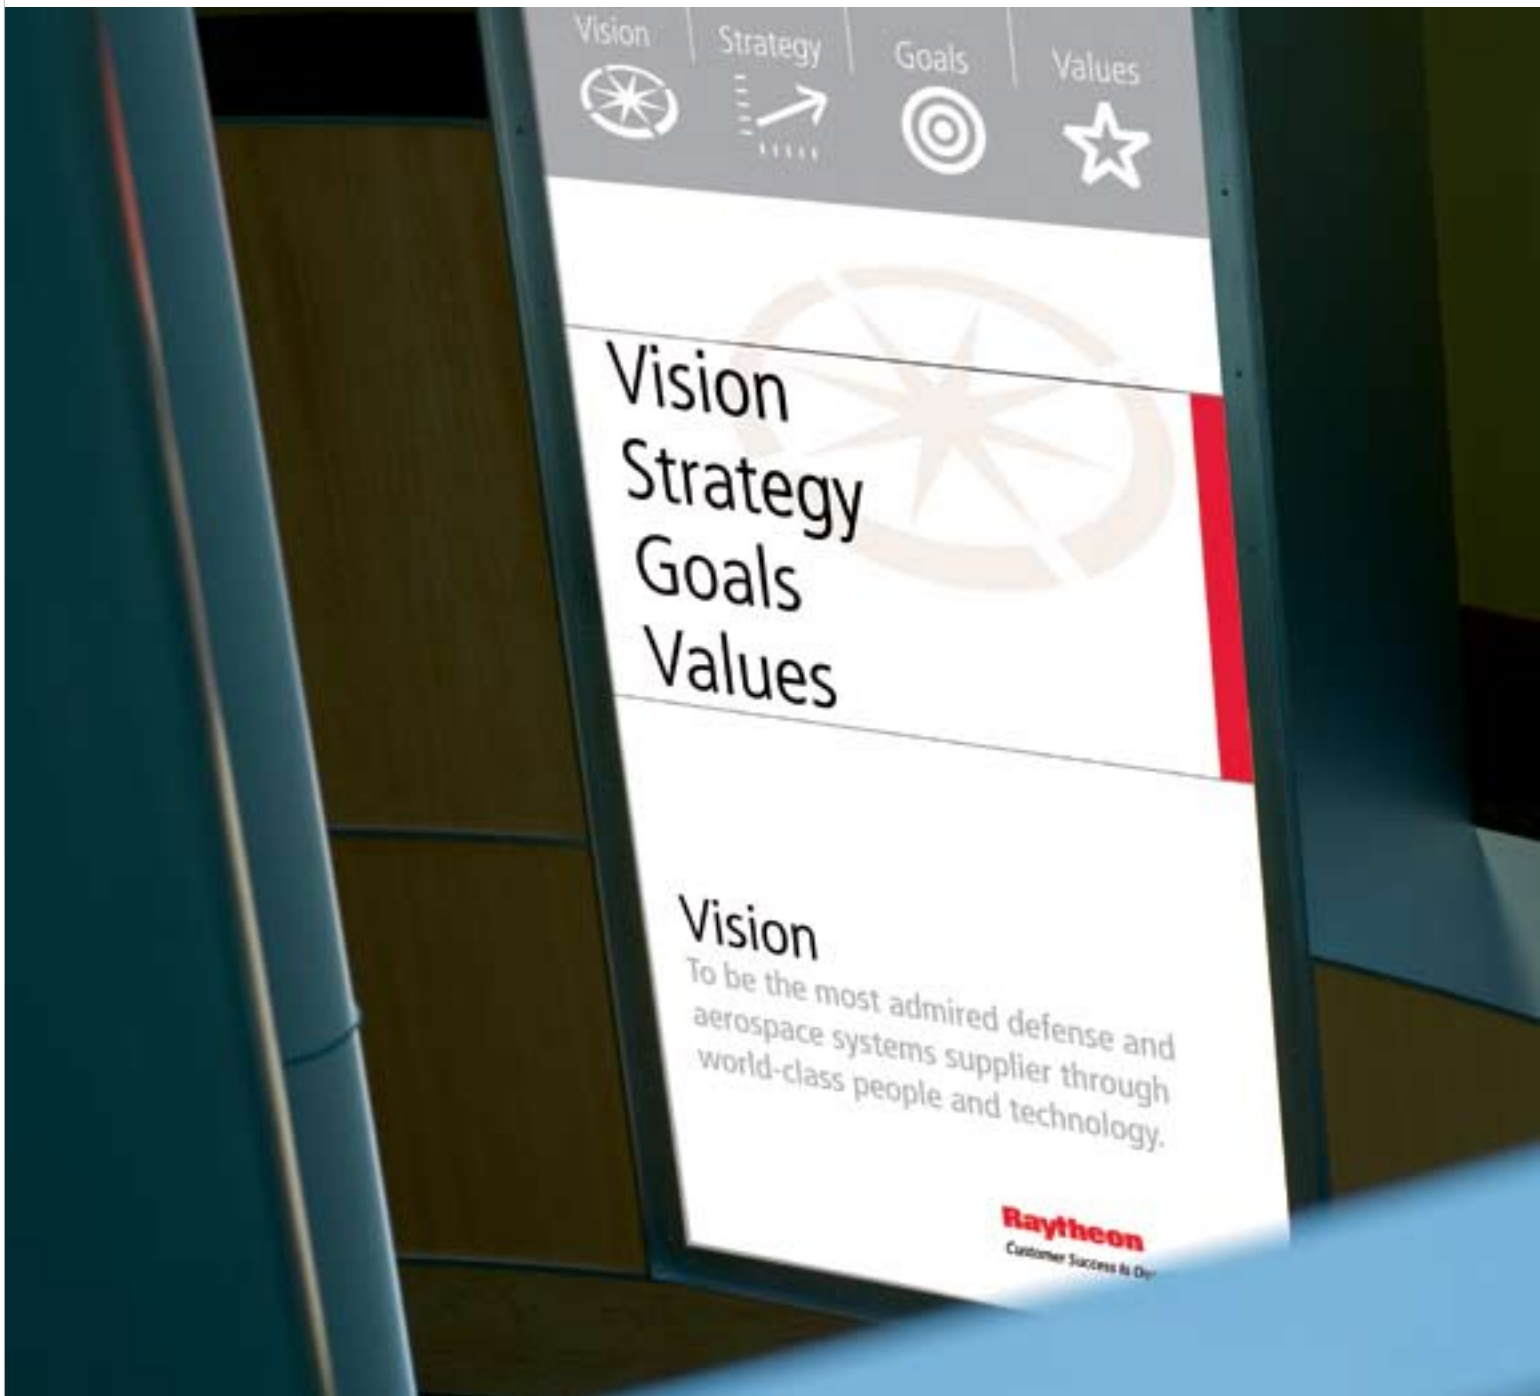 Vision Strategy Goals Values
Vision
Strategy
Goals
Values
Vision
To be the most admired defense and
aerospace systems supplier through
world-class people and technology.
Raytheon
Customer Success Is